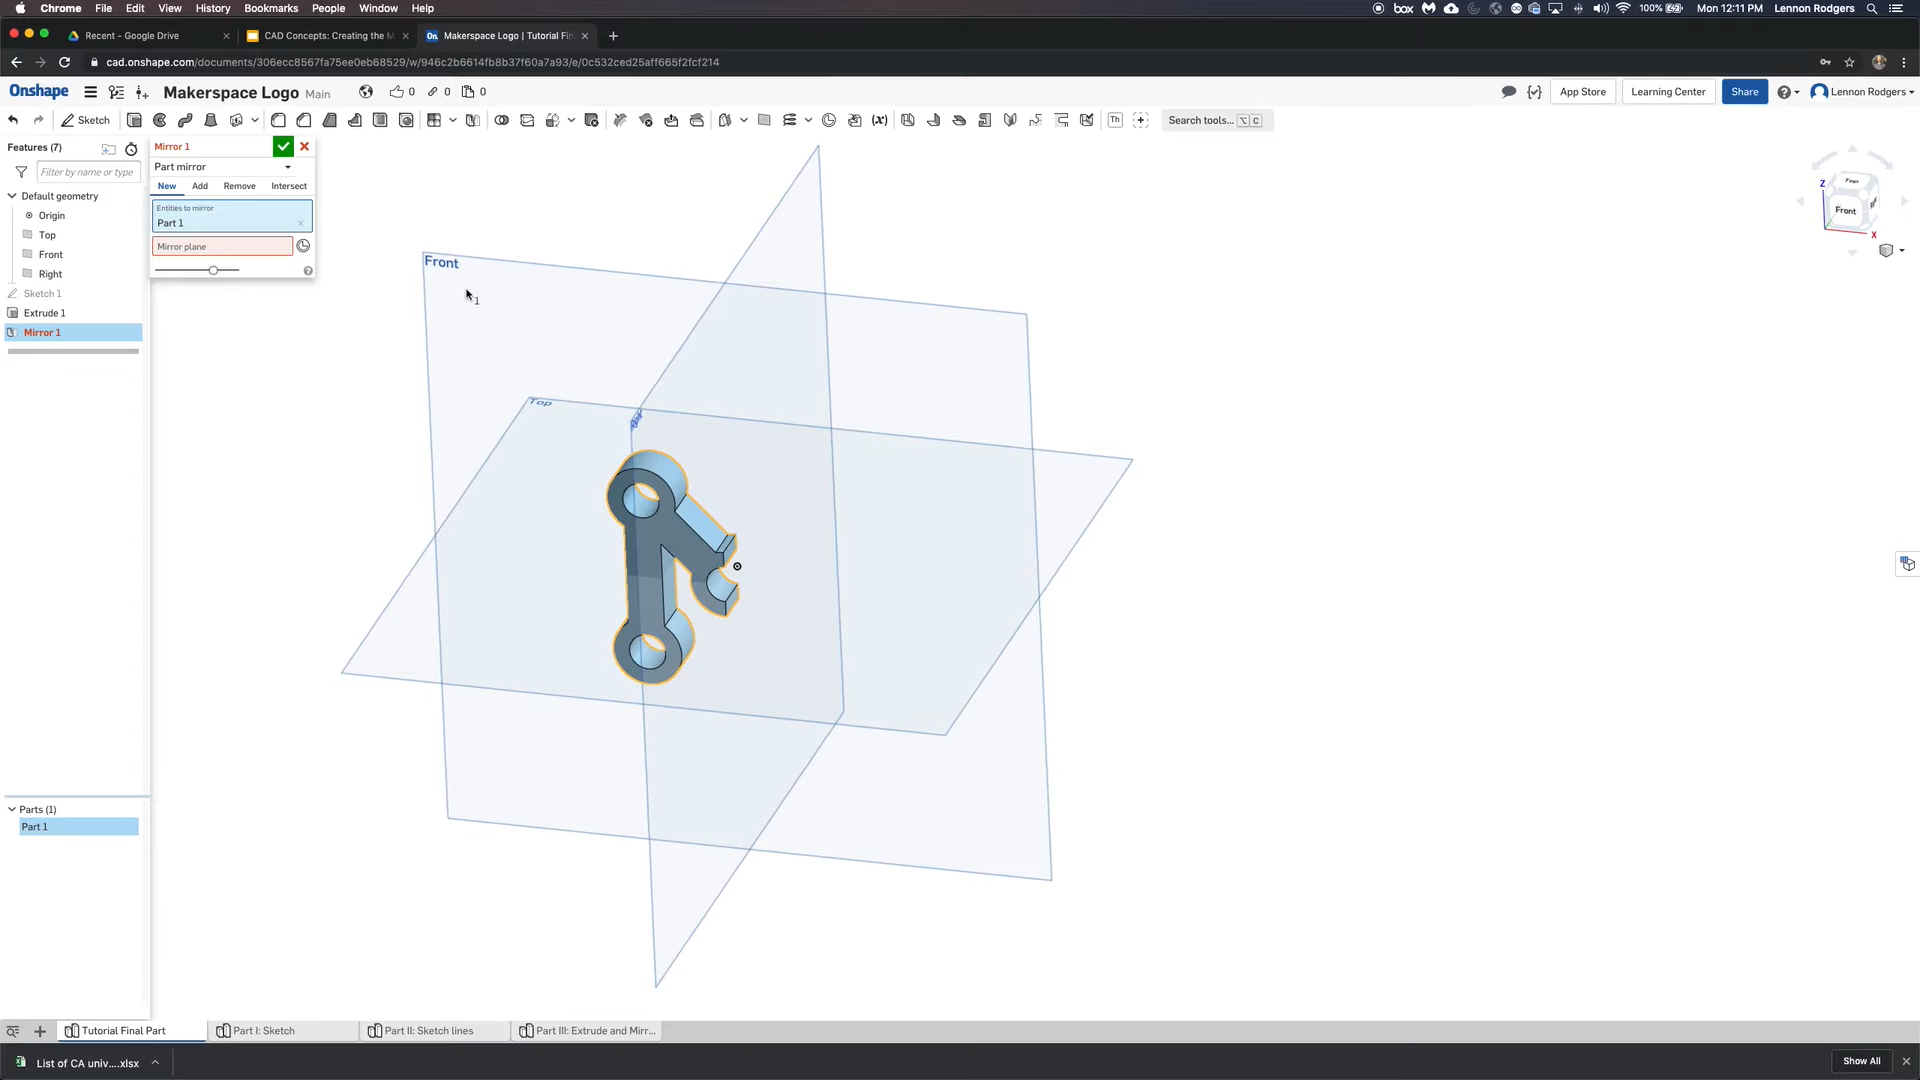 Chrome File Edit View History Bookmarks People Window Help box 100% Mon 12:11 PM Lennon Rodgers
Recent - Google Drive CAD Concepts: Creating the M Makerspace Logo | Tutorial Fin
cad.onshape.com/documents/306ecc8567fa75ee0eb68529/w/946c2b6614fb8b37f60a7a93/e/0c532ced25aff665f2fcf214
Onshape Makerspace Logo Main 0 0 0 App Store Learning Center Share Lennon Rodgers
Sketch (x) Th Search tools... ⌥ C
Features (7) Mirror 1
Filter by name or type Part mirror
New Add Remove Intersect
Default geometry
Entities to mirror
Origin Part 1
Top Mirror plane
Front
Right
Sketch 1
Extrude 1
Mirror 1
Top
Z Front
X
Front
1
Top
Parts (1)
Part 1
Tutorial Final Part Part I: Sketch Part II: Sketch lines Part III: Extrude and Mirr...
List of CA univ....xlsx Show All